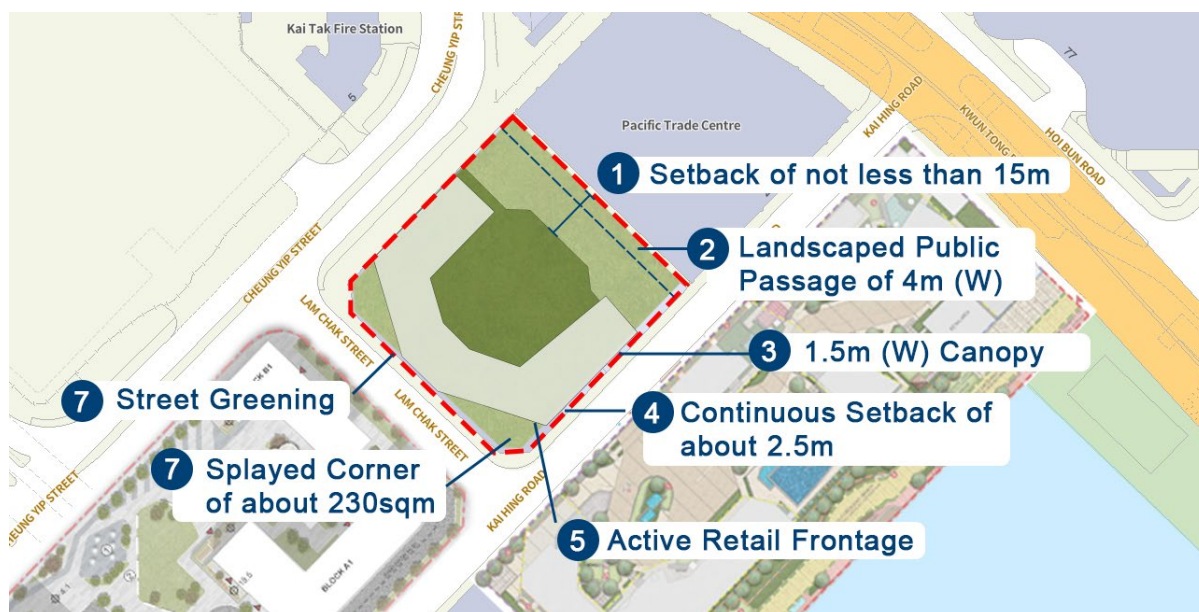 Kai Tak Fire Station
5
CHEUNG YIP STREET
77
KAI HING ROAD
HOI BUN ROAD
Pacific Trade Centre
1 Setback of not less than 15m
2 Landscaped Public
Passage of 4m (W)
CHEUNG YIP STREET
LAM CHAK STREET
3 1.5m (W) Canopy
7 Street Greening
4 Continuous Setback of
about 2.5m
LAM CHAK STREET
7 Splayed Corner
of about 230sqm
KAI HING ROAD
5 Active Retail Frontage
CHEUNG YIP STREET
BLOCK A1